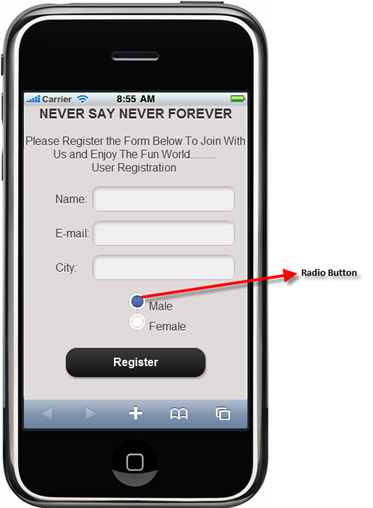 Carrier 8:55 AM
NEVER SAY NEVER FOREVER
Please Register the Form Below To Join With
Us and Enjoy The Fun World.........
User Registration
Name:
E-mail:
City:
Male
Female
Radio Button
Register